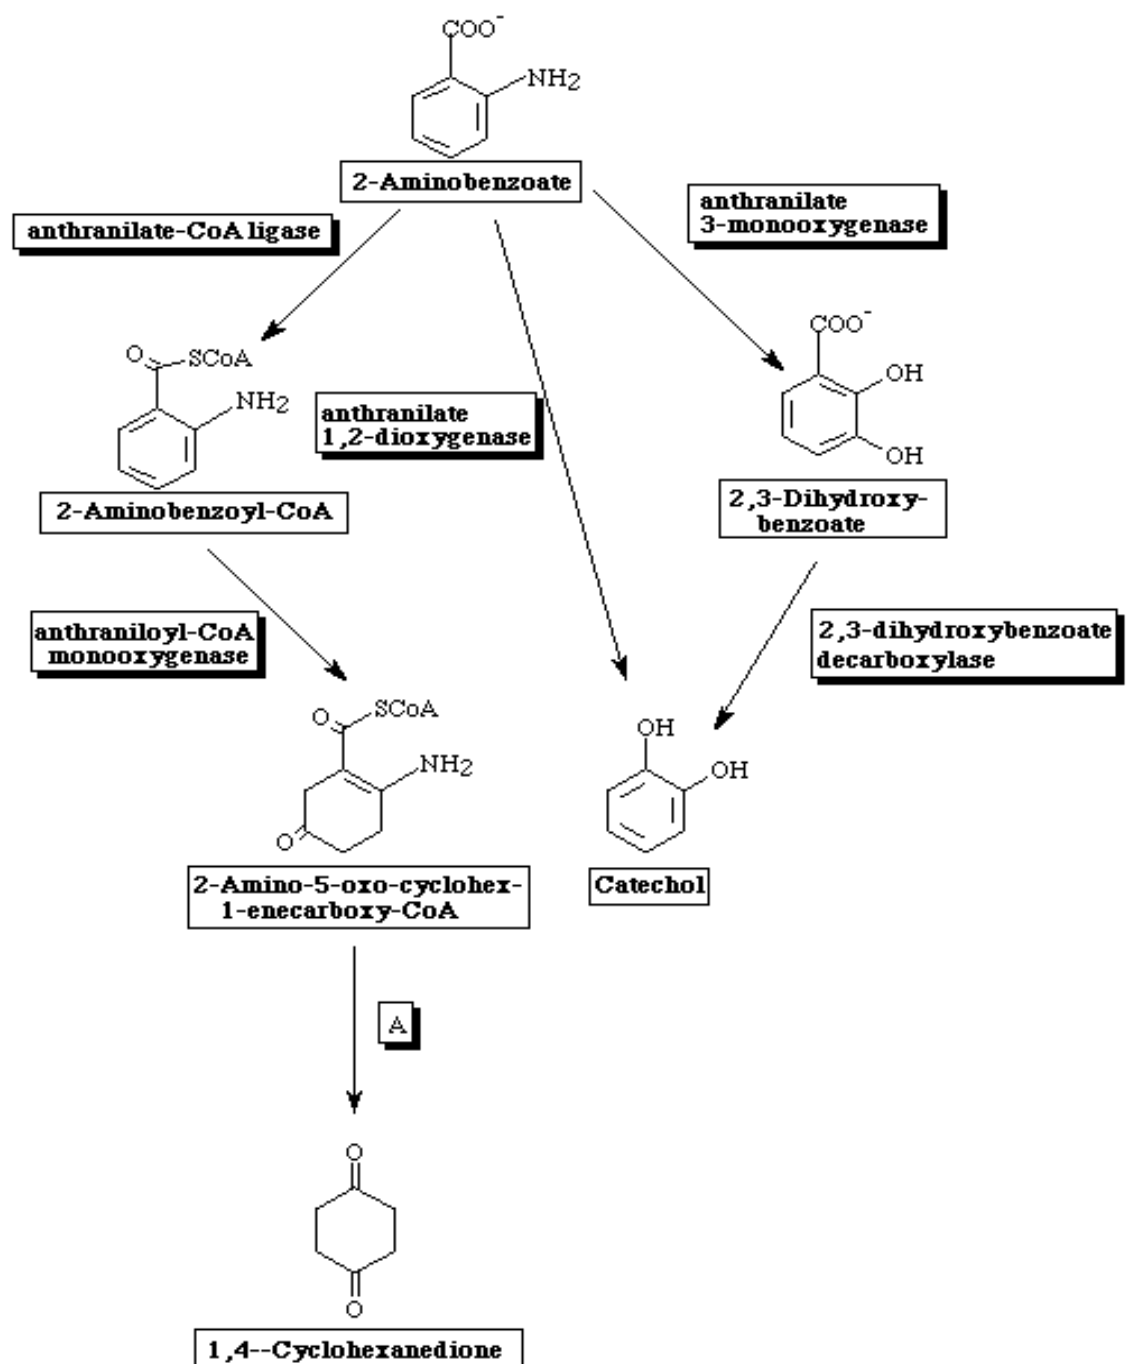 COO-
NH2
2-Aminobenzoate
anthranilate-CoA ligase
anthranilate
3-monooxygenase
O
SCoA
NH2
2-Aminobenzoyl-CoA
anthranilate
1,2-dioxygenase
COO-
OH
OH
2,3-Dihydroxy-
benzoate
anthraniloyl-CoA
monooxygenase
2,3-dihydroxybenzoate
decarboxylase
O
SCoA
NH2
O
2-Amino-5-oxo-cyclohex-
1-enecarboxy-CoA
OH
OH
Catechol
A
O
O
1,4--Cyclohexanedione